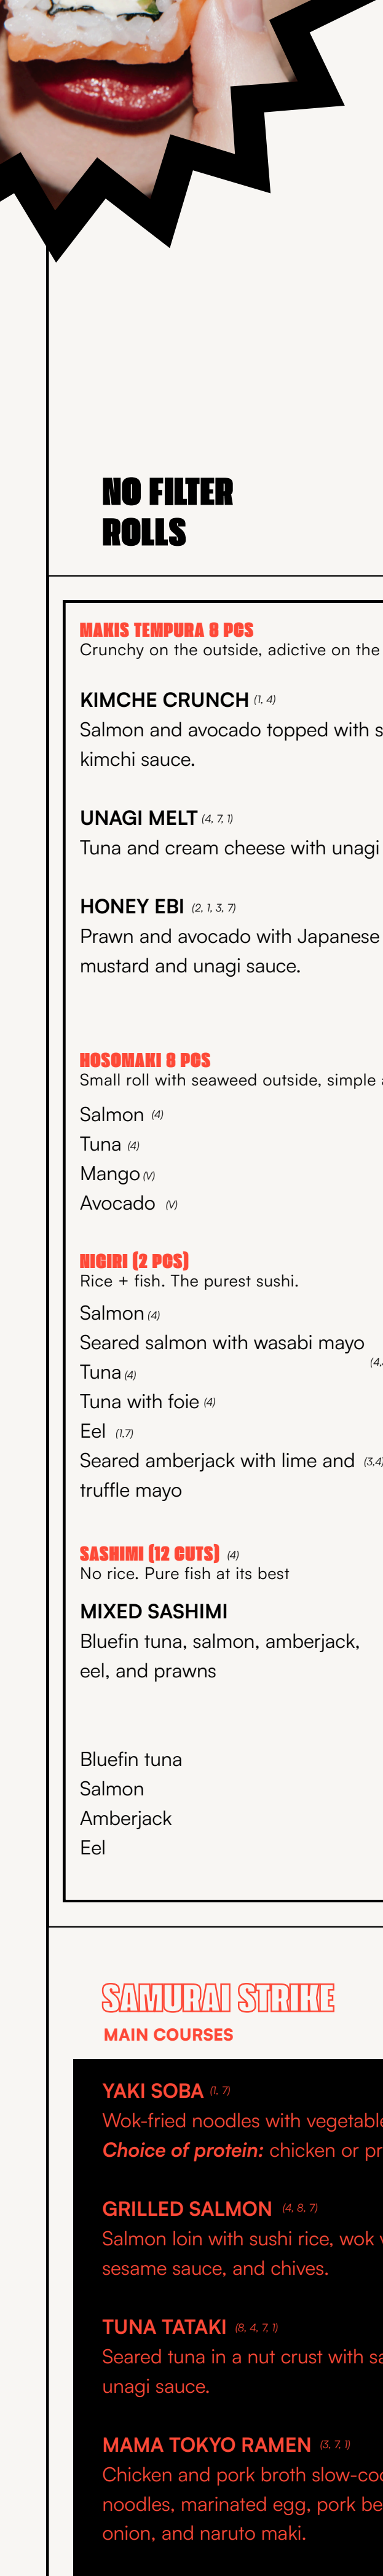 NO FILTER
ROLLS
MAKIS TEMPURA 8 PCS
Crunchy on the outside, adictive on the
KIMCHE CRUNCH (1, 4)
Salmon and avocado topped with s
kimchi sauce.
UNAGI MELT (4, 7, 1)
Tuna and cream cheese with unagi
HONEY EBI (2, 1, 3, 7)
Prawn and avocado with Japanese
mustard and unagi sauce.
HOSOMAKI 8 PCS
Small roll with seaweed outside, simple a
Salmon (4)
Tuna (4)
Mango (V)
Avocado (V)
NIGIRI (2 PCS)
Rice + fish. The purest sushi.
Salmon (4)
Seared salmon with wasabi mayo
(4,
Tuna (4)
Tuna with foie (4)
Eel (1,7)
Seared amberjack with lime and (3,4)
truffle mayo
SASHIMI (12 CUTS) (4)
No rice. Pure fish at its best
MIXED SASHIMI
Bluefin tuna, salmon, amberjack,
eel, and prawns
Bluefin tuna
Salmon
Amberjack
Eel
SAMURAI STRIKE
MAIN COURSES
YAKI SOBA (1, 7)
Wok-fried noodles with vegetable
Choice of protein: chicken or pr
GRILLED SALMON (4, 8, 7)
Salmon loin with sushi rice, wok v
sesame sauce, and chives.
TUNA TATAKI (8, 4, 7, 1)
Seared tuna in a nut crust with sa
unagi sauce.
MAMA TOKYO RAMEN (3, 7, 1)
Chicken and pork broth slow-coo
noodles, marinated egg, pork be
onion, and naruto maki.